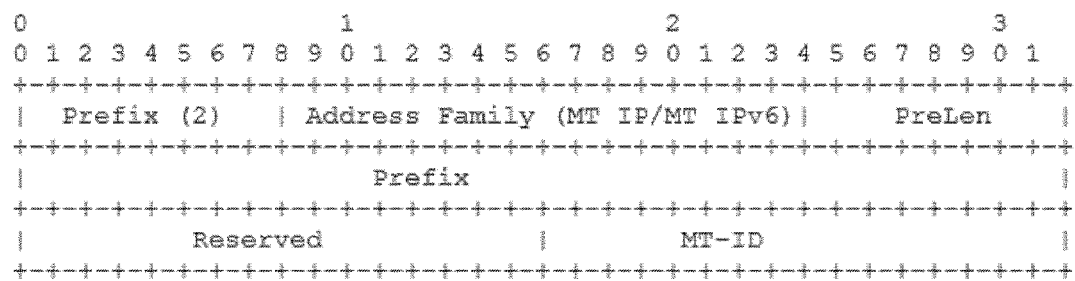 0                   1                   2                   3
0 1 2 3 4 5 6 7 8 9 0 1 2 3 4 5 6 7 8 9 0 1 2 3 4 5 6 7 8 9 0 1
+-+-+-+-+-+-+-+-+-+-+-+-+-+-+-+-+-+-+-+-+-+-+-+-+-+-+-+-+-+-+-+-+
|  Prefix (2)   | Address Family (MT IP/MT IPv6)|     PreLen    |
+-+-+-+-+-+-+-+-+-+-+-+-+-+-+-+-+-+-+-+-+-+-+-+-+-+-+-+-+-+-+-+-+
|                     Prefix                                    |
+-+-+-+-+-+-+-+-+-+-+-+-+-+-+-+-+-+-+-+-+-+-+-+-+-+-+-+-+-+-+-+-+
|          Reserved             |        MT-ID                  |
+-+-+-+-+-+-+-+-+-+-+-+-+-+-+-+-+-+-+-+-+-+-+-+-+-+-+-+-+-+-+-+-+